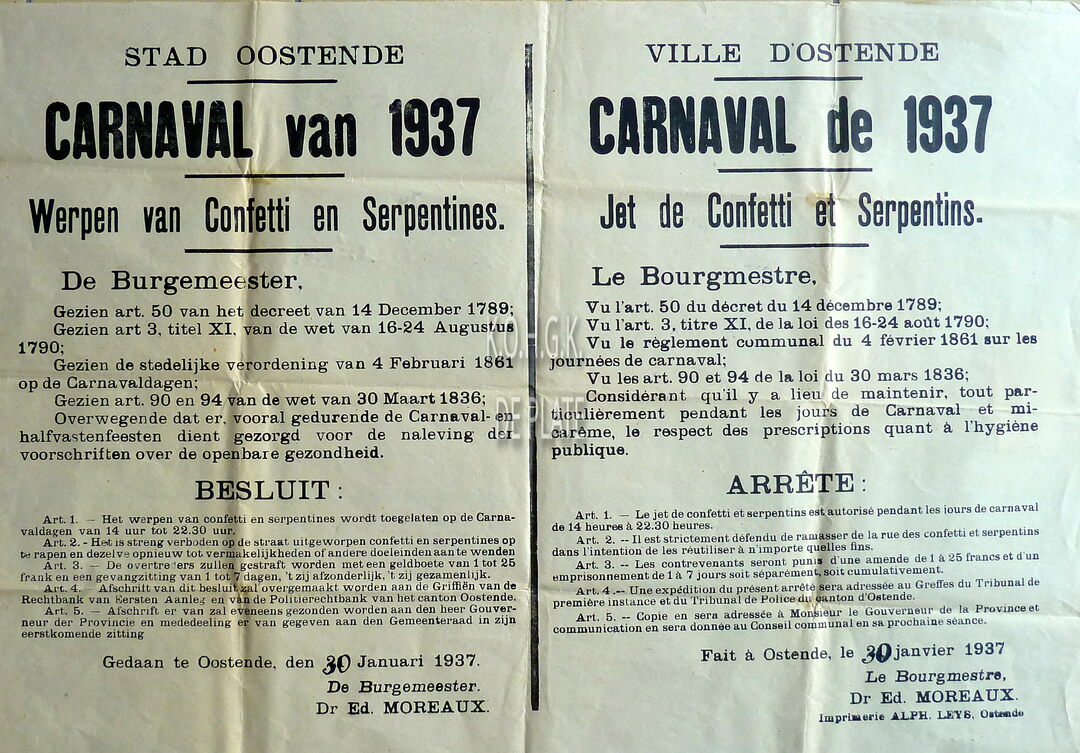 STAD OOSTENDE
CARNAVAL van 1937
Werpen van Confetti en Serpentines.
De Burgemeester,
Gezien art. 50 van het decreet van 14 December 1789;
Gezien art 3, titel XI, van de wet van 16-24 Augustus
1790;
Gezien de stedelijke verordening van 4 Februari 1861
op de Carnavaldagen;
Gezien art. 90 en 94 van de wet van 30 Maart 1836;
Overwegende dat er, vooral gedurende de Carnaval- en
halfvastenfeesten dient gezorgd voor de naleving der
voorschriften over de openbare gezondheid.
BESLUIT :
Art. 1. — Het werpen van confetti en serpentines wordt toegelaten op de Carna-
valdagen van 14 uur tot 22.30 uur.
Art. 2. - Het is streng verboden op de straat uitgeworpen confetti en serpentines op
te rapen en dezelve opnieuw tot vermakelijkheden of andere doeleinden aan te wenden
Art. 3. — De overtreders zullen gestraft worden met een geldboete van 1 tot 25
frank en een gevangzitting van 1 tot 7 dagen, 't zij afzonderlijk, 't zij gezamenlijk.
Art. 4. — Afschrift van dit besluit zal overgemaakt worden aan de Griffiën van de
Rechtbank van Eersten Aanleg en van de Politierechtbank van het canton Oostende.
Art. 5. — Afschrift er van zal eveneens gezonden worden aan den heer Gouver-
neur der Provincie en mededeeling er van gegeven aan den Gemeenteraad in zijn
eerstkomende zitting
Gedaan te Oostende, den 30 Januari 1937.
De Burgemeester.
Dr Ed. MOREAUX.
VILLE D'OSTENDE
CARNAVAL de 1937
Jet de Confetti et Serpentins.
Le Bourgmestre,
Vu l'art. 50 du décret du 14 décembre 1789;
Vu l'art. 3, titre XI, de la loi des 16-24 août 1790;
Vu le règlement communal du 4 février 1861 sur les
journées de carnaval;
Vu les art. 90 et 94 de la loi du 30 mars 1836;
Considérant qu'il y a lieu de maintenir, tout par-
ticulièrement pendant les jours de Carnaval et mi-
carême, le respect des prescriptions quant à l'hygiène
publique.
ARRÊTE :
Art. 1. — Le jet de confetti et serpentins est autorisé pendant les jours de carnaval
de 14 heures à 22.30 heures.
Art. 2. -- Il est strictement défendu de ramasser de la rue des confetti et serpentins
dans l'intention de les réutiliser à n'importe quelles fins.
Art. 3. -- Les contrevenants seront punis d'une amende de 1 à 25 francs et d'un
emprisonnement de 1 à 7 jours soit séparément, soit cumulativement.
Art. 4. -- Une expédition du présent arrêté sera adressée au Greffes du Tribunal de
première instance et du Tribunal de Police du canton d'Ostende.
Art. 5. -- Copie en sera adressée à Monsieur le Gouverneur de la Province et
communication en sera donnée au Conseil communal en sa prochaine séance.
Fait à Ostende, le 30 janvier 1937
Le Bourgmestre,
Dr Ed. MOREAUX.
Imprimerie ALPH. LEYS, Ostende
KO.H.G.K
DE PLATE